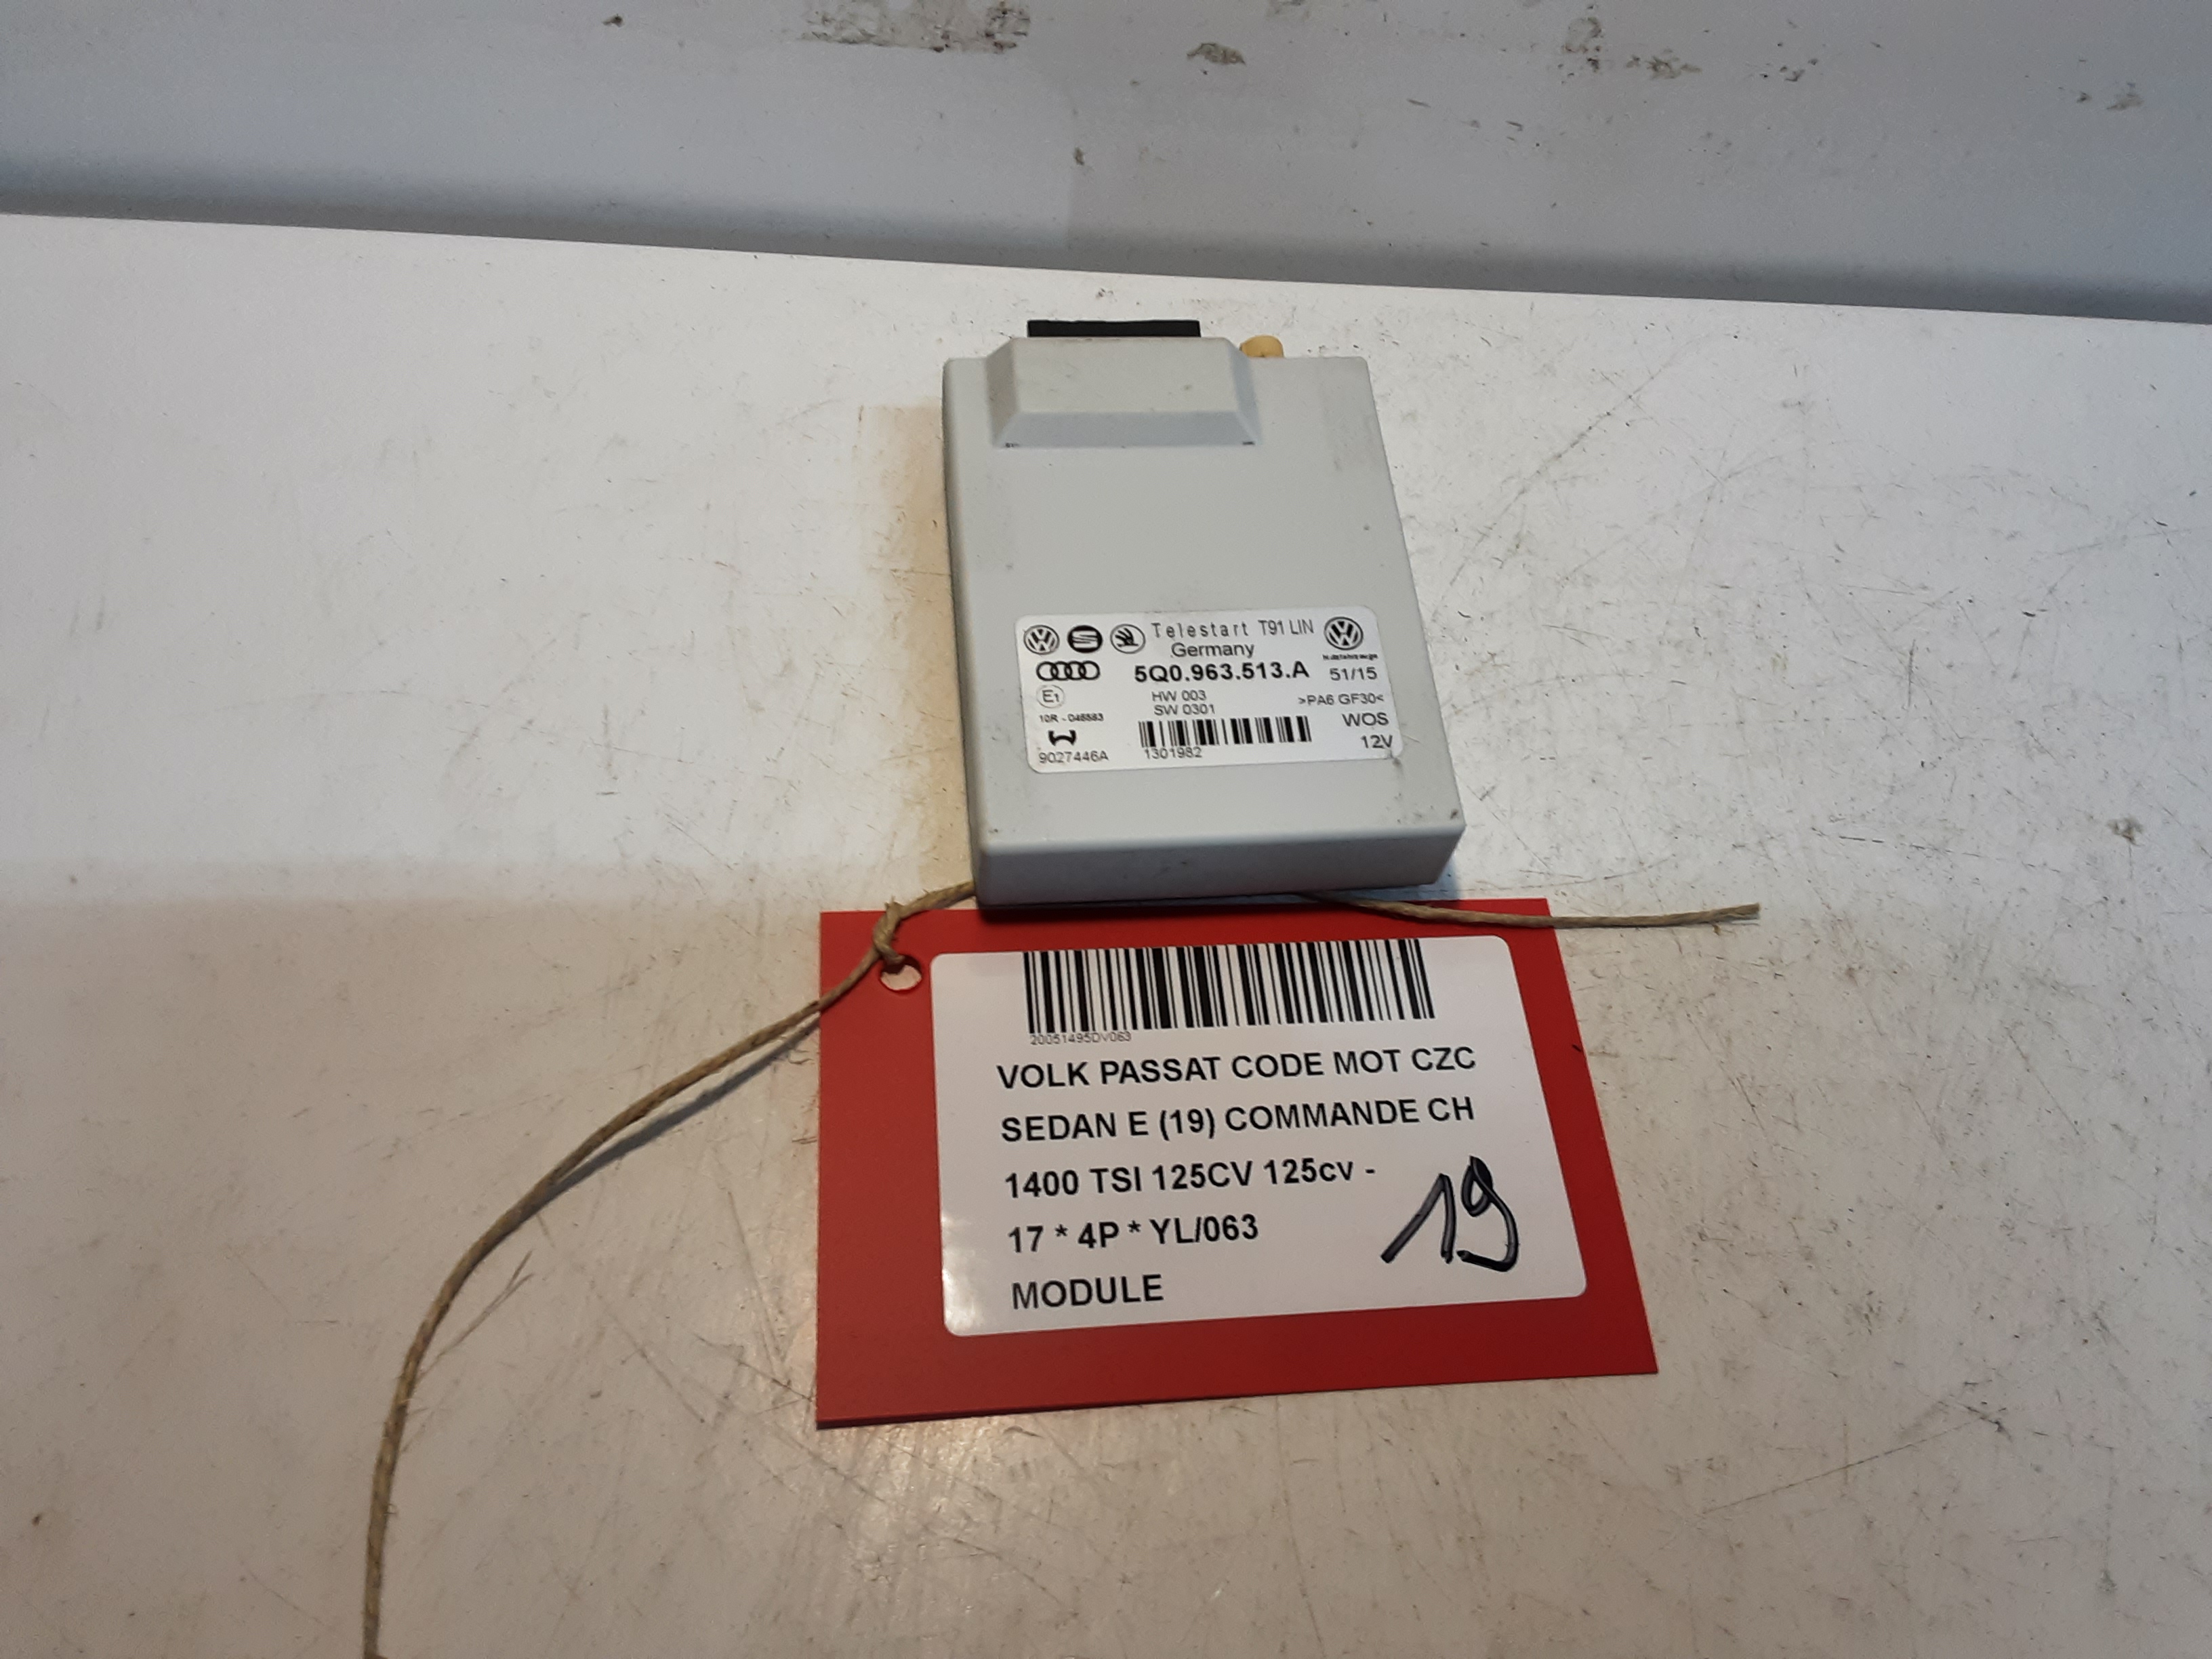 Telestart T91 LIN
Germany
5Q0.963.513.A 51/15
E1
HW 003 >PA6 GF30<
SW 0301
WOS
12V
9027446A 1301982
20051495DV063
VOLK PASSAT CODE MOT CZC
SEDAN E (19) COMMANDE CH
1400 TSI 125CV 125cv -
17 * 4P * YL/063
19
MODULE